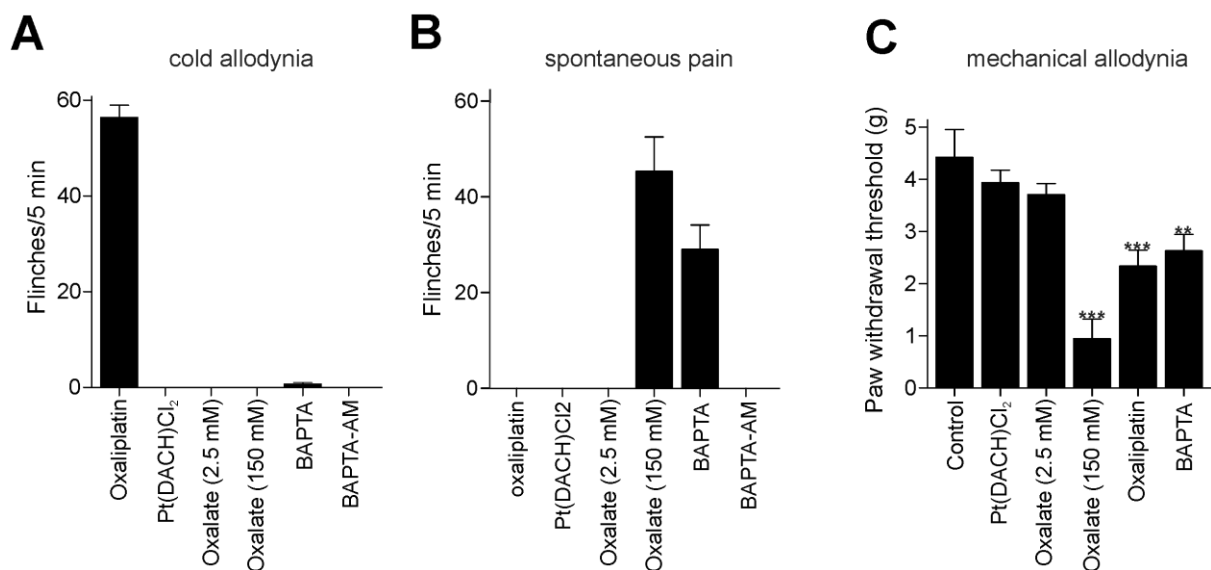 A
cold allodynia
Flinches/5 min
60
40
20
0
Oxaliplatin
Pt(DACH)Cl₂
Oxalate (2.5 mM)
Oxalate (150 mM)
BAPTA
BAPTA-AM
B
spontaneous pain
Flinches/5 min
60
40
20
0
oxaliplatin
Pt(DACH)Cl2
Oxalate (2.5 mM)
Oxalate (150 mM)
BAPTA
BAPTA-AM
C
mechanical allodynia
Paw withdrawal threshold (g)
5
4
3
2
1
0
***
***
**
Control
Pt(DACH)Cl₂
Oxalate (2.5 mM)
Oxalate (150 mM)
Oxaliplatin
BAPTA